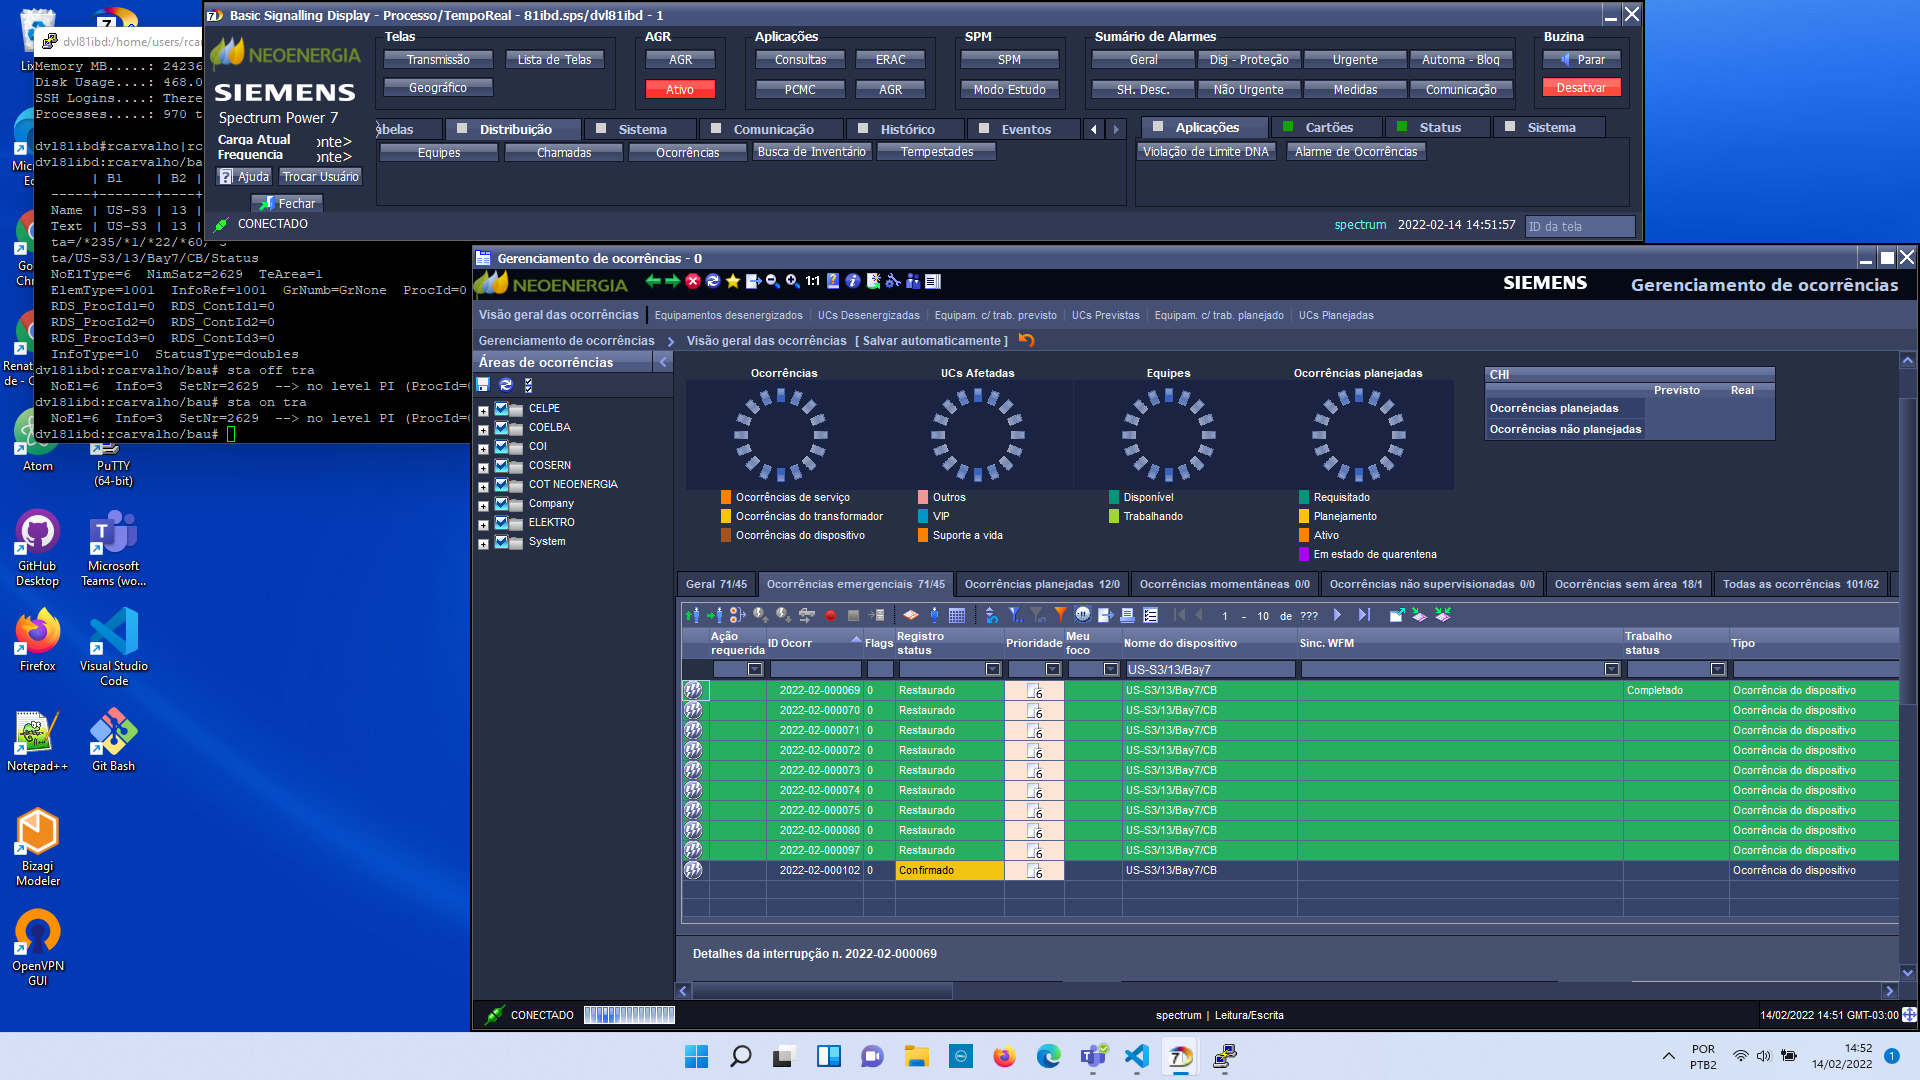 Basic Signalling Display - Processo/TempoReal - 81ibd.sps/dvl81ibd - 1
NEOENERGIA
SIEMENS
Spectrum Power 7
Carga Atual onte>
Frequencia onte>
Ajuda Trocar Usuário
Fechar
CONECTADO
Telas
Transmissão Lista de Telas
Geográfico
AGR
AGR
Ativo
Aplicações
Consultas ERAC
PCMC AGR
SPM
SPM
Modo Estudo
Sumário de Alarmes
Geral Disj - Proteção Urgente Automa - Bloq
SH. Desc. Não Urgente Medidas Comunicação
Buzina
Parar
Desativar
abelas Distribuição Sistema Comunicação Histórico Eventos
Equipes Chamadas Ocorrências Busca de Inventário Tempestades
Aplicações Cartões Status Sistema
Violação de Limite DNA Alarme de Ocorrências
spectrum 2022-02-14 14:51:57 ID da tela
dvl81ibd:/home/users/rca
Memory MB.....: 24236
Disk Usage....: 468.0
SSH Logins....: There
Processes.....: 970 t
dvl81ibd#rcarvalho|rc
dvl81ibd:rcarvalho/ba
| B1 | B2 |
-----+-------+----+
Name | US-S3 | 13 |
Text | US-S3 | 13 |
ta=/*235/*1/*22/*60/*3
ta/US-S3/13/Bay7/CB/Status
NoElType=6 NimSatz=2629 TeArea=1
ElemType=1001 InfoRef=1001 GrNumb=GrNone ProcId=0
RDS_ProcId1=0 RDS_ContId1=0
RDS_ProcId2=0 RDS_ContId2=0
RDS_ProcId3=0 RDS_ContId3=0
InfoType=10 StatusType=doubles
dvl81ibd:rcarvalho/bau# sta off tra
NoEl=6 Info=3 SetNr=2629 --> no level PI (ProcId=0
dvl81ibd:rcarvalho/bau# sta on tra
NoEl=6 Info=3 SetNr=2629 --> no level PI (ProcId=0
dvl81ibd:rcarvalho/bau#
Atom
PuTTY
(64-bit)
GitHub
Desktop
Microsoft
Teams (wo...
Firefox
Visual Studio
Code
Notepad++
Git Bash
Bizagi
Modeler
OpenVPN
GUI
Gerenciamento de ocorrências - 0
NEOENERGIA
1:1
SIEMENS Gerenciamento de ocorrências
Visão geral das ocorrências Equipamentos desenergizados UCs Desenergizadas Equipam. c/ trab. previsto UCs Previstas Equipam. c/ trab. planejado UCs Planejadas
Gerenciamento de ocorrências Visão geral das ocorrências [ Salvar automaticamente ]
Áreas de ocorrências
CELPE
COELBA
COI
COSERN
COT NEOENERGIA
Company
ELEKTRO
System
Ocorrências
Ocorrências de serviço
Ocorrências do transformador
Ocorrências do dispositivo
UCs Afetadas
Outros
VIP
Suporte a vida
Equipes
Disponível
Trabalhando
Ocorrências planejadas
Requisitado
Planejamento
Ativo
Em estado de quarentena
CHI
Previsto Real
Ocorrências planejadas
Ocorrências não planejadas
Geral 71/45 Ocorrências emergenciais 71/45 Ocorrências planejadas 12/0 Ocorrências momentâneas 0/0 Ocorrências não supervisionadas 0/0 Ocorrências sem área 18/1 Todas as ocorrências 101/62
1 - 10 de ???
Ação requerida ID Ocorr Flags Registro status Prioridade Meu foco Nome do dispositivo Sinc. WFM Trabalho status Tipo
US-S3/13/Bay7
2022-02-000069 0 Restaurado 6 US-S3/13/Bay7/CB Completado Ocorrência do dispositivo
2022-02-000070 0 Restaurado 6 US-S3/13/Bay7/CB Ocorrência do dispositivo
2022-02-000071 0 Restaurado 6 US-S3/13/Bay7/CB Ocorrência do dispositivo
2022-02-000072 0 Restaurado 6 US-S3/13/Bay7/CB Ocorrência do dispositivo
2022-02-000073 0 Restaurado 6 US-S3/13/Bay7/CB Ocorrência do dispositivo
2022-02-000074 0 Restaurado 6 US-S3/13/Bay7/CB Ocorrência do dispositivo
2022-02-000075 0 Restaurado 6 US-S3/13/Bay7/CB Ocorrência do dispositivo
2022-02-000080 0 Restaurado 6 US-S3/13/Bay7/CB Ocorrência do dispositivo
2022-02-000097 0 Restaurado 6 US-S3/13/Bay7/CB Ocorrência do dispositivo
2022-02-000102 0 Confirmado 6 US-S3/13/Bay7/CB Ocorrência do dispositivo
Detalhes da interrupção n. 2022-02-000069
CONECTADO spectrum | Leitura/Escrita 14/02/2022 14:51 GMT-03:00
POR
PTB2
14:52
14/02/2022
1